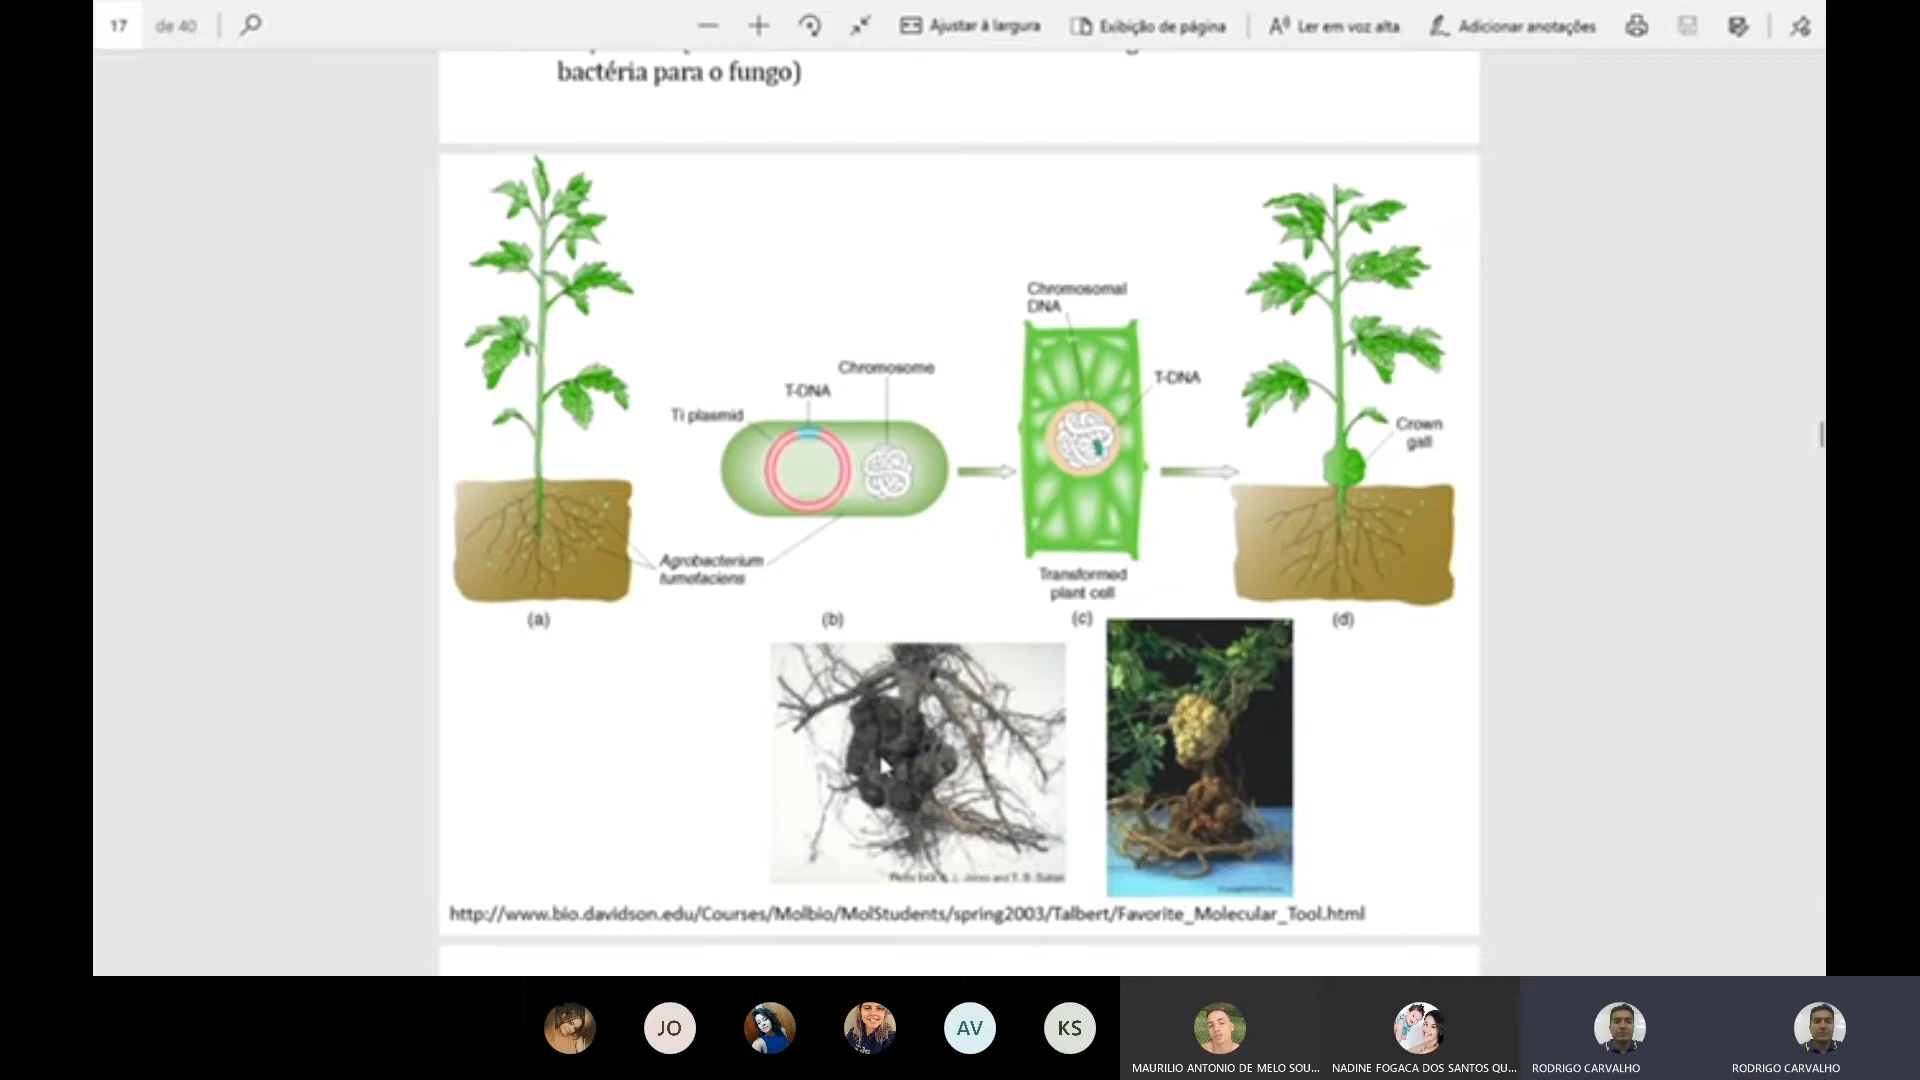 17 de 40 Ajustar à largura Exibição de página Ler em voz alta Adicionar anotações
bactéria para o fungo)
Chromosomal
DNA
Chromosome
T-DNA
T-DNA
Ti plasmid
Crown
gall
Agrobacterium
tumefaciens
Transformed
plant cell
(a)
(b)
(c)
(d)
http://www.bio.davidson.edu/Courses/Molbio/MolStudents/spring2003/Talbert/Favorite_Molecular_Tool.html
JO
AV
KS
MAURILIO ANTONIO DE MELO SOU...
NADINE FOGACA DOS SANTOS QU...
RODRIGO CARVALHO
RODRIGO CARVALHO